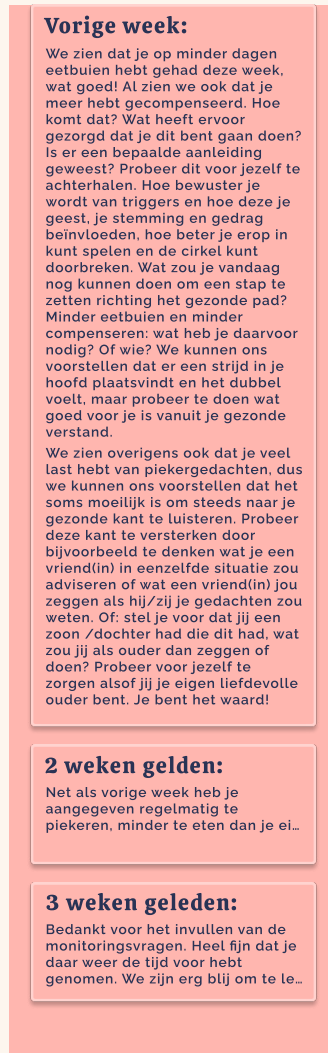 Vorige week:
We zien dat je op minder dagen
eetbuien hebt gehad deze week,
wat goed! Al zien we ook dat je
meer hebt gecompenseerd. Hoe
komt dat? Wat heeft ervoor
gezorgd dat je dit bent gaan doen?
Is er een bepaalde aanleiding
geweest? Probeer dit voor jezelf te
achterhalen. Hoe bewuster je
wordt van triggers en hoe deze je
geest, je stemming en gedrag
beïnvloeden, hoe beter je erop in
kunt spelen en de cirkel kunt
doorbreken. Wat zou je vandaag
nog kunnen doen om een stap te
zetten richting het gezonde pad?
Minder eetbuien en minder
compenseren: wat heb je daarvoor
nodig? Of wie? We kunnen ons
voorstellen dat er een strijd in je
hoofd plaatsvindt en het dubbel
voelt, maar probeer te doen wat
goed voor je is vanuit je gezonde
verstand.
We zien overigens ook dat je veel
last hebt van piekergedachten, dus
we kunnen ons voorstellen dat het
soms moeilijk is om steeds naar je
gezonde kant te luisteren. Probeer
deze kant te versterken door
bijvoorbeeld te denken wat je een
vriend(in) in eenzelfde situatie zou
adviseren of wat een vriend(in) jou
zeggen als hij/zij je gedachten zou
weten. Of: stel je voor dat jij een
zoon /dochter had die dit had, wat
zou jij als ouder dan zeggen of
doen? Probeer voor jezelf te
zorgen alsof jij je eigen liefdevolle
ouder bent. Je bent het waard!
2 weken gelden:
Net als vorige week heb je
aangegeven regelmatig te
piekeren, minder te eten dan je ei...
3 weken geleden:
Bedankt voor het invullen van de
monitoringsvragen. Heel fijn dat je
daar weer de tijd voor hebt
genomen. We zijn erg blij om te le...